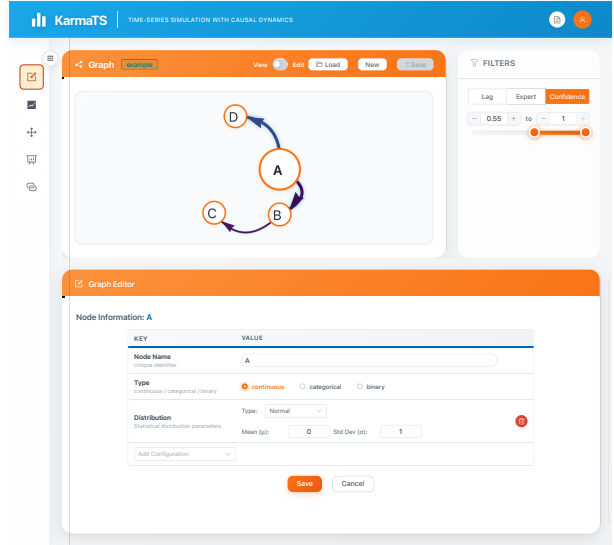 KarmaTS TIME-SERIES SIMULATION WITH CAUSAL DYNAMICS
Graph example View Edit Load New Save
FILTERS
Lag Expert Confidence
− 0.55 + to − 1 +
D
A
C
B
Graph Editor
Node Information: A
KEY VALUE
Node Name
Unique identifier
A
Type
continuous / categorical / binary
continuous categorical binary
Distribution
Statistical distribution parameters
Type: Normal
Mean (μ): 0 Std Dev (σ): 1
Add Configuration
Save Cancel